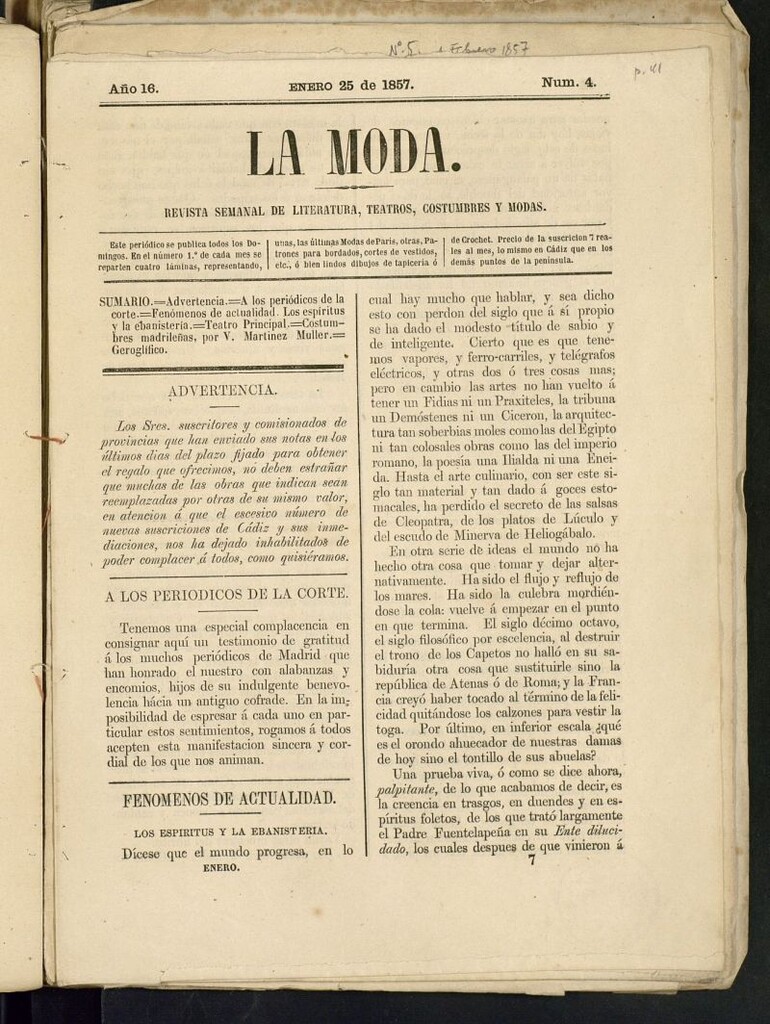 Nº 5. 1 Febrero 1857
p. 41
Año 16.
ENERO 25 de 1857.
Num. 4.
LA MODA.
REVISTA SEMANAL DE LITERATURA, TEATROS, COSTUMBRES Y MODAS.
Este periódico se publica todos los Do-
mingos. En el número 1.º de cada mes se
reparten cuatro láminas, representando,
unas, las últimas Modas de Paris, otras, Pa-
trones para bordados, cortes de vestidos,
etc., ó bien lindos dibujos de tapiceria ó
de Crochet. Precio de la suscricion 7 rea-
les al mes, lo mismo en Cádiz que en los
demás puntos de la peninsula.
SUMARIO.=Advertencia.=A los periódicos de la
corte.=Fenómenos de actualidad. Los espíritus
y la ebanistería.=Teatro Principal.=Costum-
bres madrileñas, por V. Martinez Muller.=
Geroglífico.
ADVERTENCIA.
Los Sres. suscritores y comisionados de
provincias que han enviado sus notas en los
últimos dias del plazo fijado para obtener
el regalo que ofrecimos, no deben estrañar
que muchas de las obras que indican sean
reemplazadas por otras de su mismo valor,
en atencion á que el escesivo número de
nuevas suscriciones de Cádiz y sus inme-
diaciones, nos ha dejado inhabilitados de
poder complacer á todos, como quisiéramos.
A LOS PERIODICOS DE LA CORTE.
Tenemos una especial complacencia en
consignar aquí un testimonio de gratitud
á los muchos periódicos de Madrid que
han honrado el nuestro con alabanzas y
encomios, hijos de su indulgente benevo-
lencia hácia un antiguo cofrade. En la im-
posibilidad de espresar á cada uno en par-
ticular estos sentimientos, rogamos á todos
acepten esta manifestacion sincera y cor-
dial de los que nos animan.
FENOMENOS DE ACTUALIDAD.
LOS ESPIRITUS Y LA EBANISTERIA.
Dícese que el mundo progresa, en lo
ENERO.
cual hay mucho que hablar, y sea dicho
esto con perdon del siglo que á sí propio
se ha dado el modesto título de sabio y
de inteligente. Cierto que es que tene-
mos vapores, y ferro-carriles, y telégrafos
eléctricos, y otras dos ó tres cosas mas;
pero en cambio las artes no han vuelto á
tener un Fidias ni un Praxiteles, la tribuna
un Demóstenes ni un Ciceron, la arquitec-
tura tan soberbias moles como las del Egipto
ni tan colosales obras como las del imperio
romano, la poesía una Iliada ni una Enei-
da. Hasta el arte culinario, con ser este si-
glo tan material y tan dado á goces esto-
macales, ha perdido el secreto de las salsas
de Cleopatra, de los platos de Lúculo y
del escudo de Minerva de Heliogábalo.
En otra serie de ideas el mundo no ha
hecho otra cosa que tomar y dejar alter-
nativamente. Ha sido el flujo y reflujo de
los mares. Ha sido la culebra mordién-
dose la cola: vuelve á empezar en el punto
en que termina. El siglo décimo octavo,
el siglo filosófico por escelencia, al destruir
el trono de los Capetos no halló en su sa-
biduría otra cosa que sustituirle sino la
república de Atenas ó de Roma; y la Fran-
cia creyó haber tocado al término de la feli-
cidad quitándose los calzones para vestir la
toga. Por último, en inferior escala ¿qué
es el orondo ahuecador de nuestras damas
de hoy sino el tontillo de sus abuelas?
Una prueba viva, ó como se dice ahora,
palpitante, de lo que acabamos de decir, es
la creencia en trasgos, en duendes y en es-
píritus foletos, de los que trató largamente
el Padre Fuentelapeña en su Ente diluci-
dado, los cuales despues de que vinieron á
7